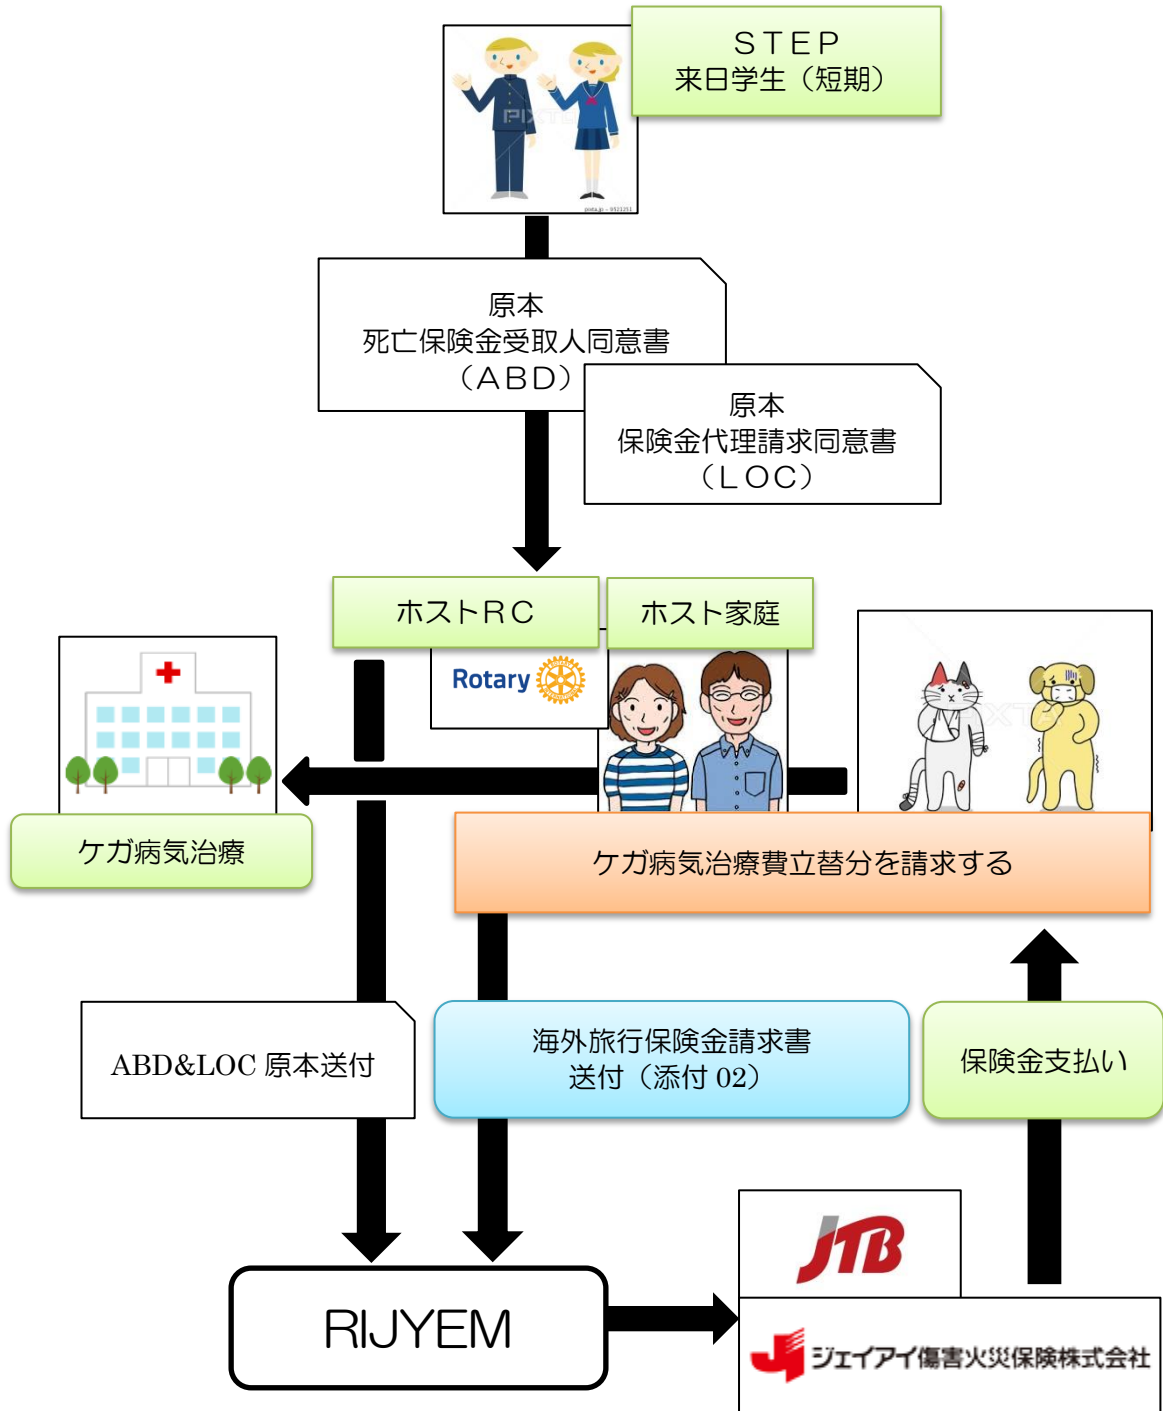 ＳＴＥＰ
来日学生（短期）
PIXTA
pixta.jp - 9321251
原本
死亡保険金受取人同意書
（ＡＢＤ）
原本
保険金代理請求同意書
（ＬＯＣ）
ホストＲＣ
ホスト家庭
Rotary
PIXTA
ケガ病気治療
ケガ病気治療費立替分を請求する
ABD&LOC 原本送付
海外旅行保険金請求書
送付（添付 02）
保険金支払い
JTB
RIJYEM
ジェイアイ傷害火災保険株式会社